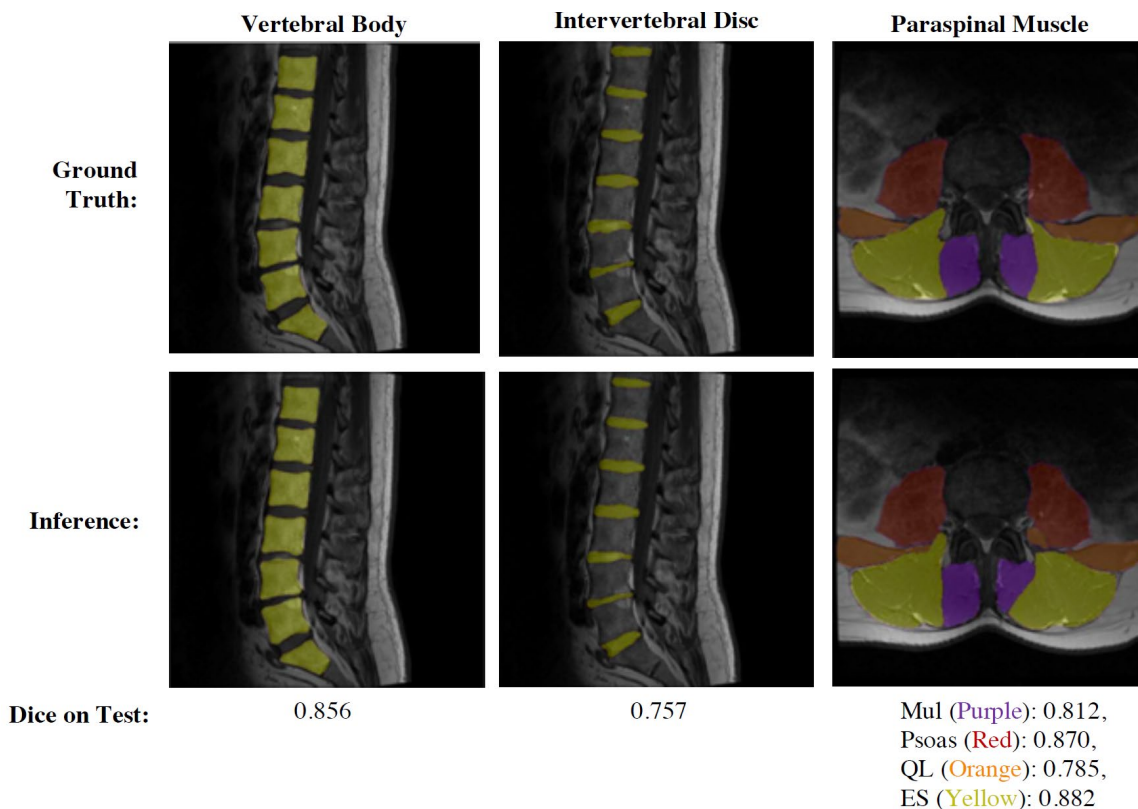 Vertebral Body
Intervertebral Disc
Paraspinal Muscle
Ground
Truth:
Inference:
Dice on Test:
0.856
0.757
Mul (Purple): 0.812,
Psoas (Red): 0.870,
QL (Orange): 0.785,
ES (Yellow): 0.882